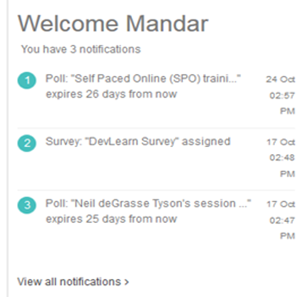 Welcome Mandar
You have 3 notifications
1 Poll: "Self Paced Online (SPO) traini..." 24 Oct
expires 26 days from now 02:57
PM
2 Survey: "DevLearn Survey" assigned 17 Oct
02:48
PM
3 Poll: "Neil deGrasse Tyson's session ..." 17 Oct
expires 25 days from now 02:47
PM
View all notifications >